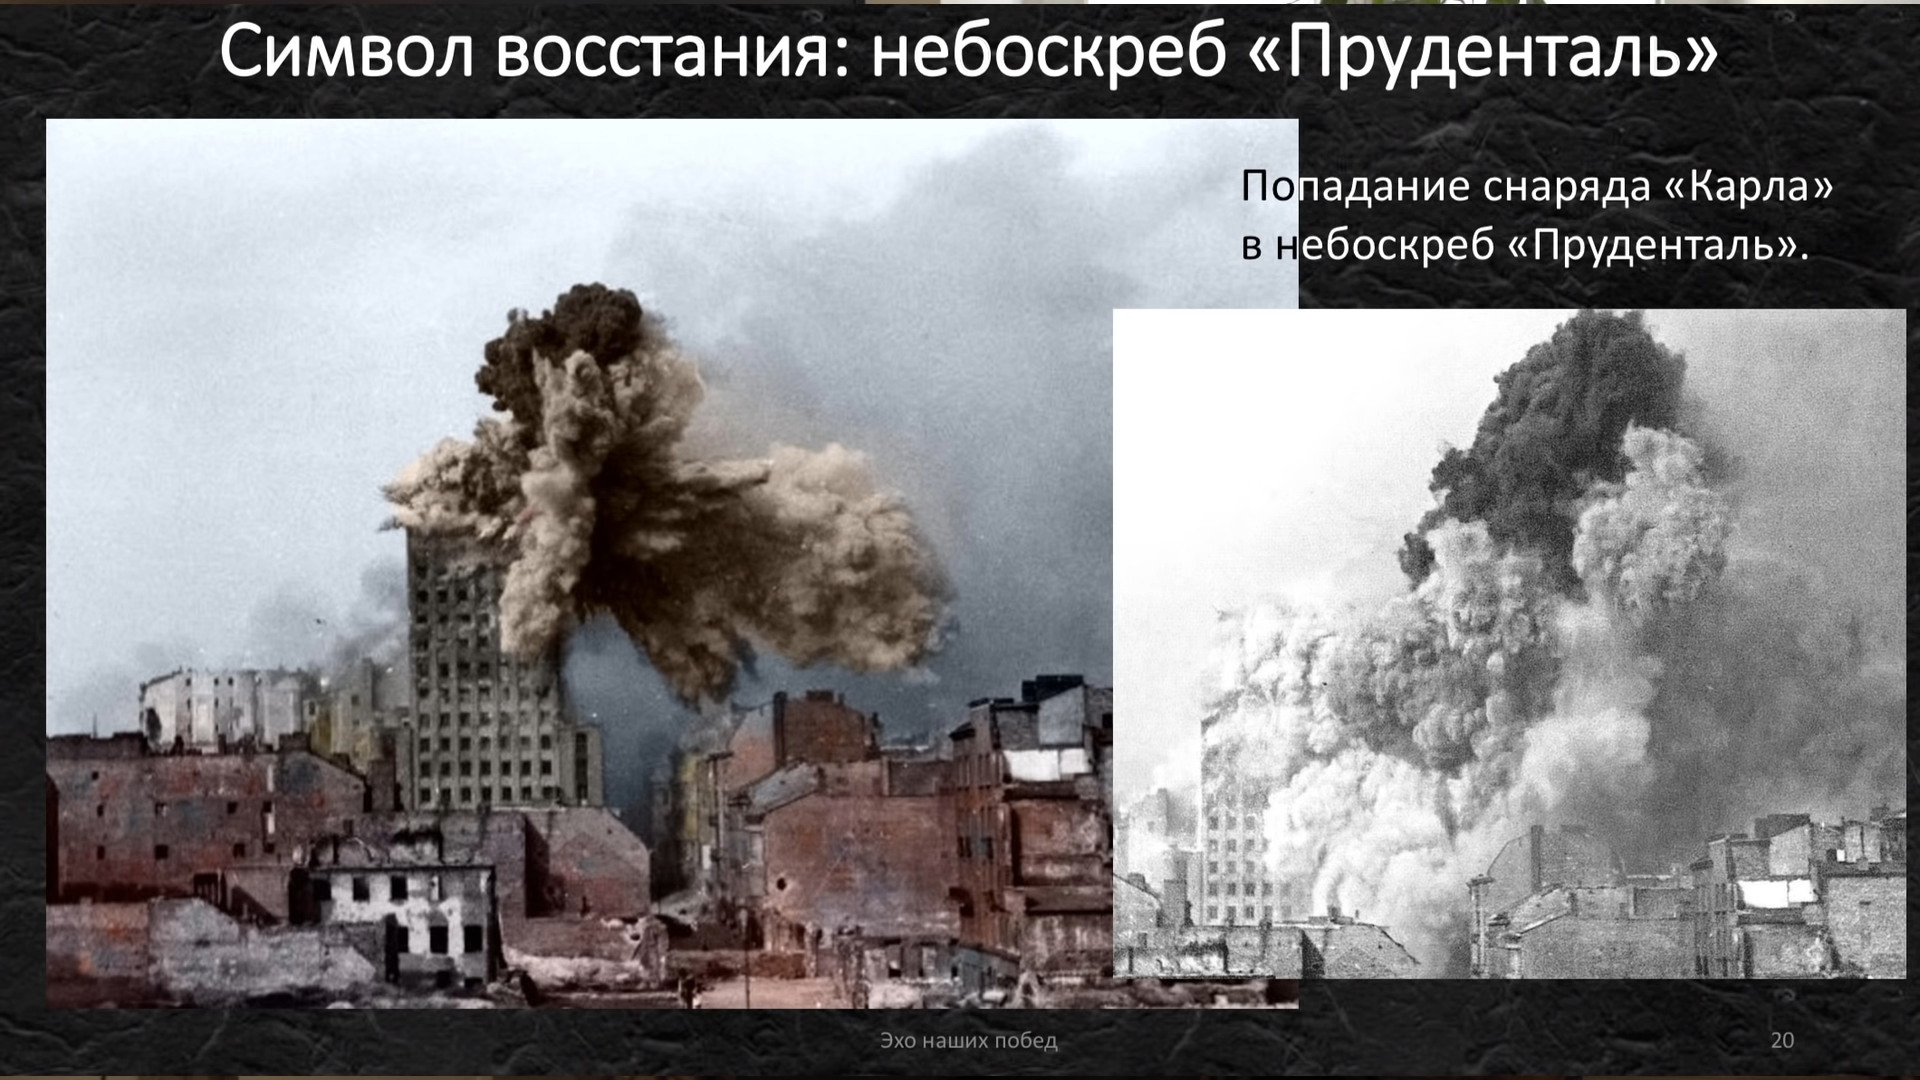 Символ восстания: небоскреб «Пруденталь»
Попадание снаряда «Карла»
в небоскреб «Пруденталь».
Эхо наших побед
20